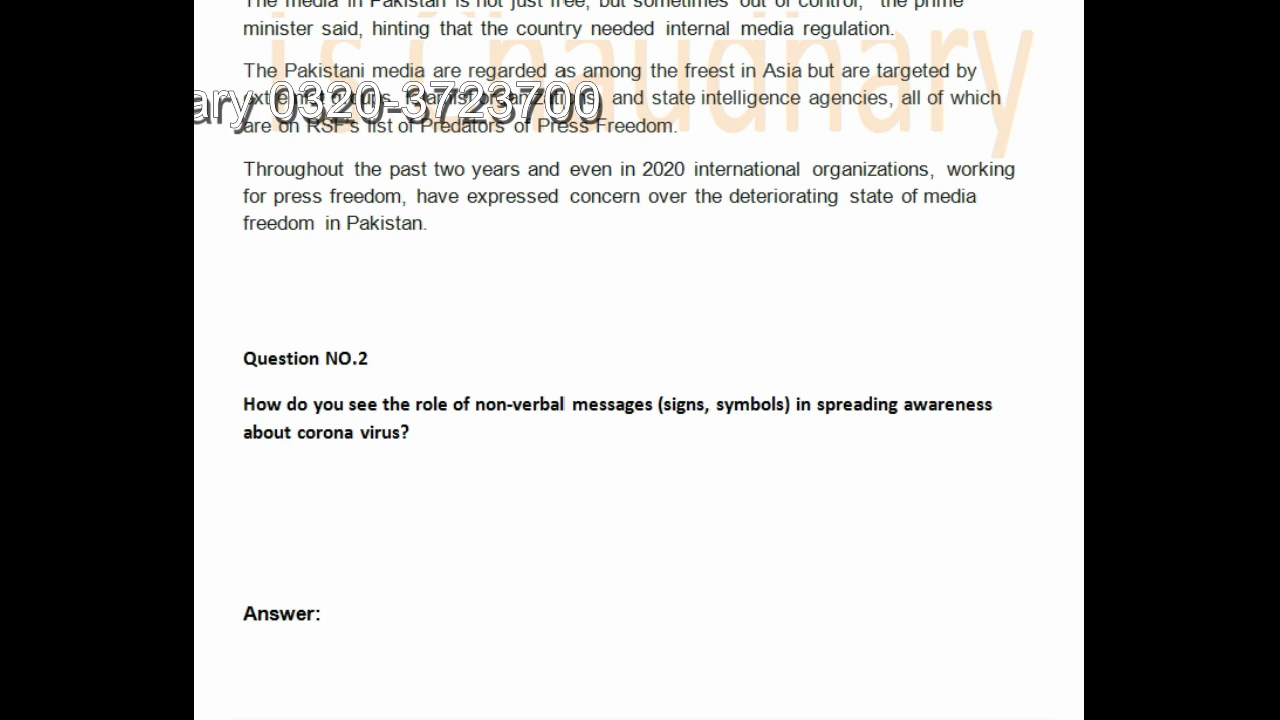 The media in Pakistan is not just free, but sometimes out of control," the prime
minister said, hinting that the country needed internal media regulation.
The Pakistani media are regarded as among the freest in Asia but are targeted by
ary 0320-3723700
extremist groups, Islamist organizations, and state intelligence agencies, all of which
are on RSF's list of Predators of Press Freedom.
Throughout the past two years and even in 2020 international organizations, working
for press freedom, have expressed concern over the deteriorating state of media
freedom in Pakistan.
Question NO.2
How do you see the role of non-verbal messages (signs, symbols) in spreading awareness
about corona virus?
Answer: